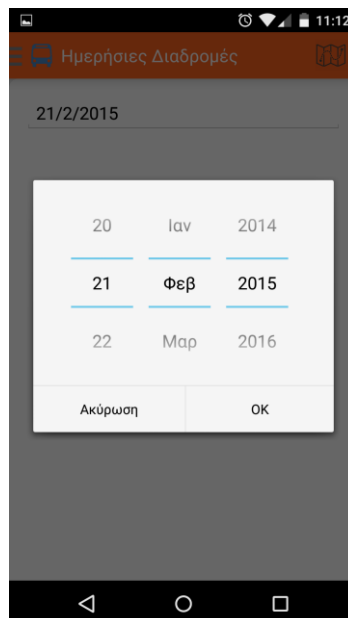 11:12
Ημερήσιες Διαδρομές
21/2/2015
20 Ιαν 2014
21 Φεβ 2015
22 Μαρ 2016
Ακύρωση OK